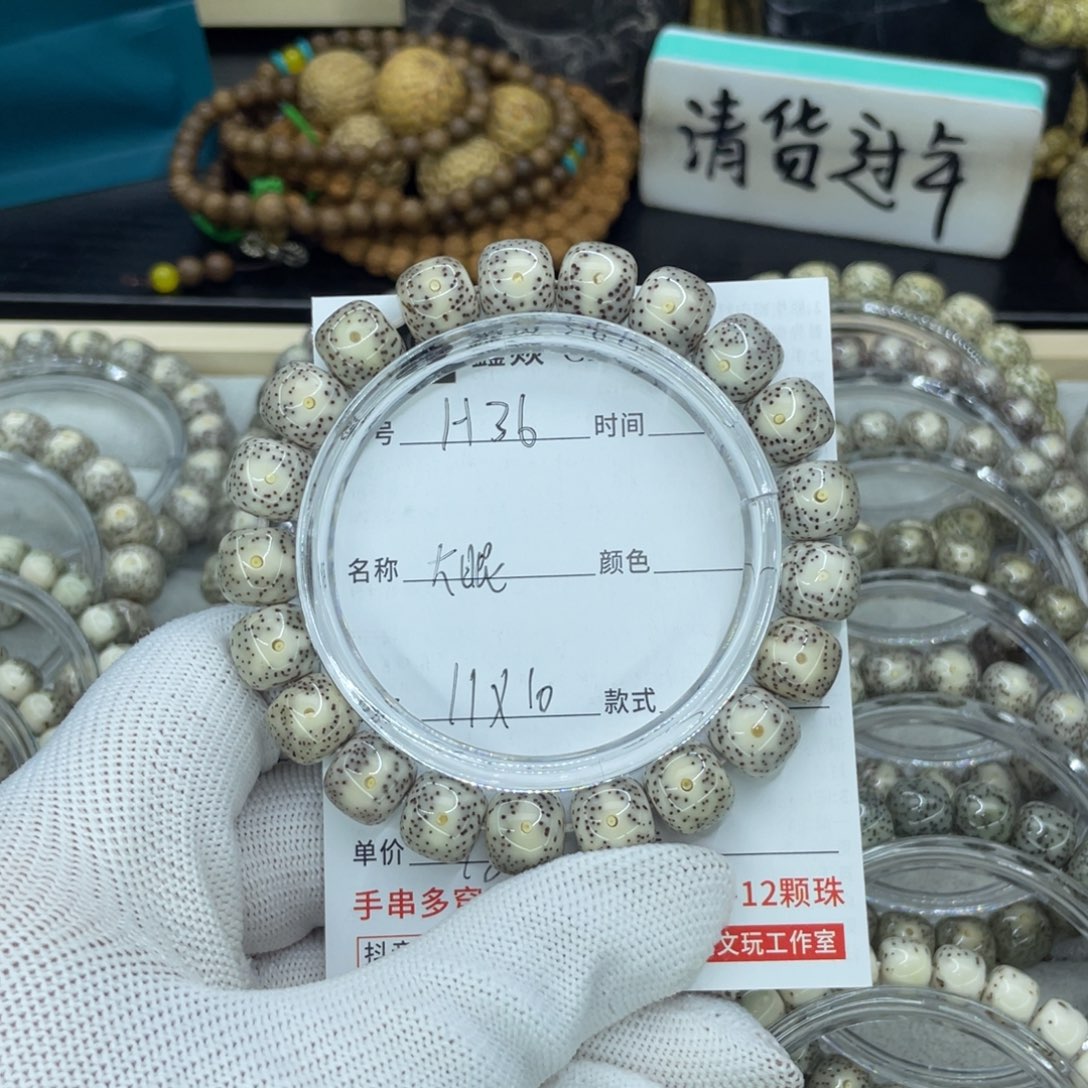 清货过年
号 H36 时间
名称 大眼 颜色
11X10 款式
单价
手串多 12颗珠
文玩工作室